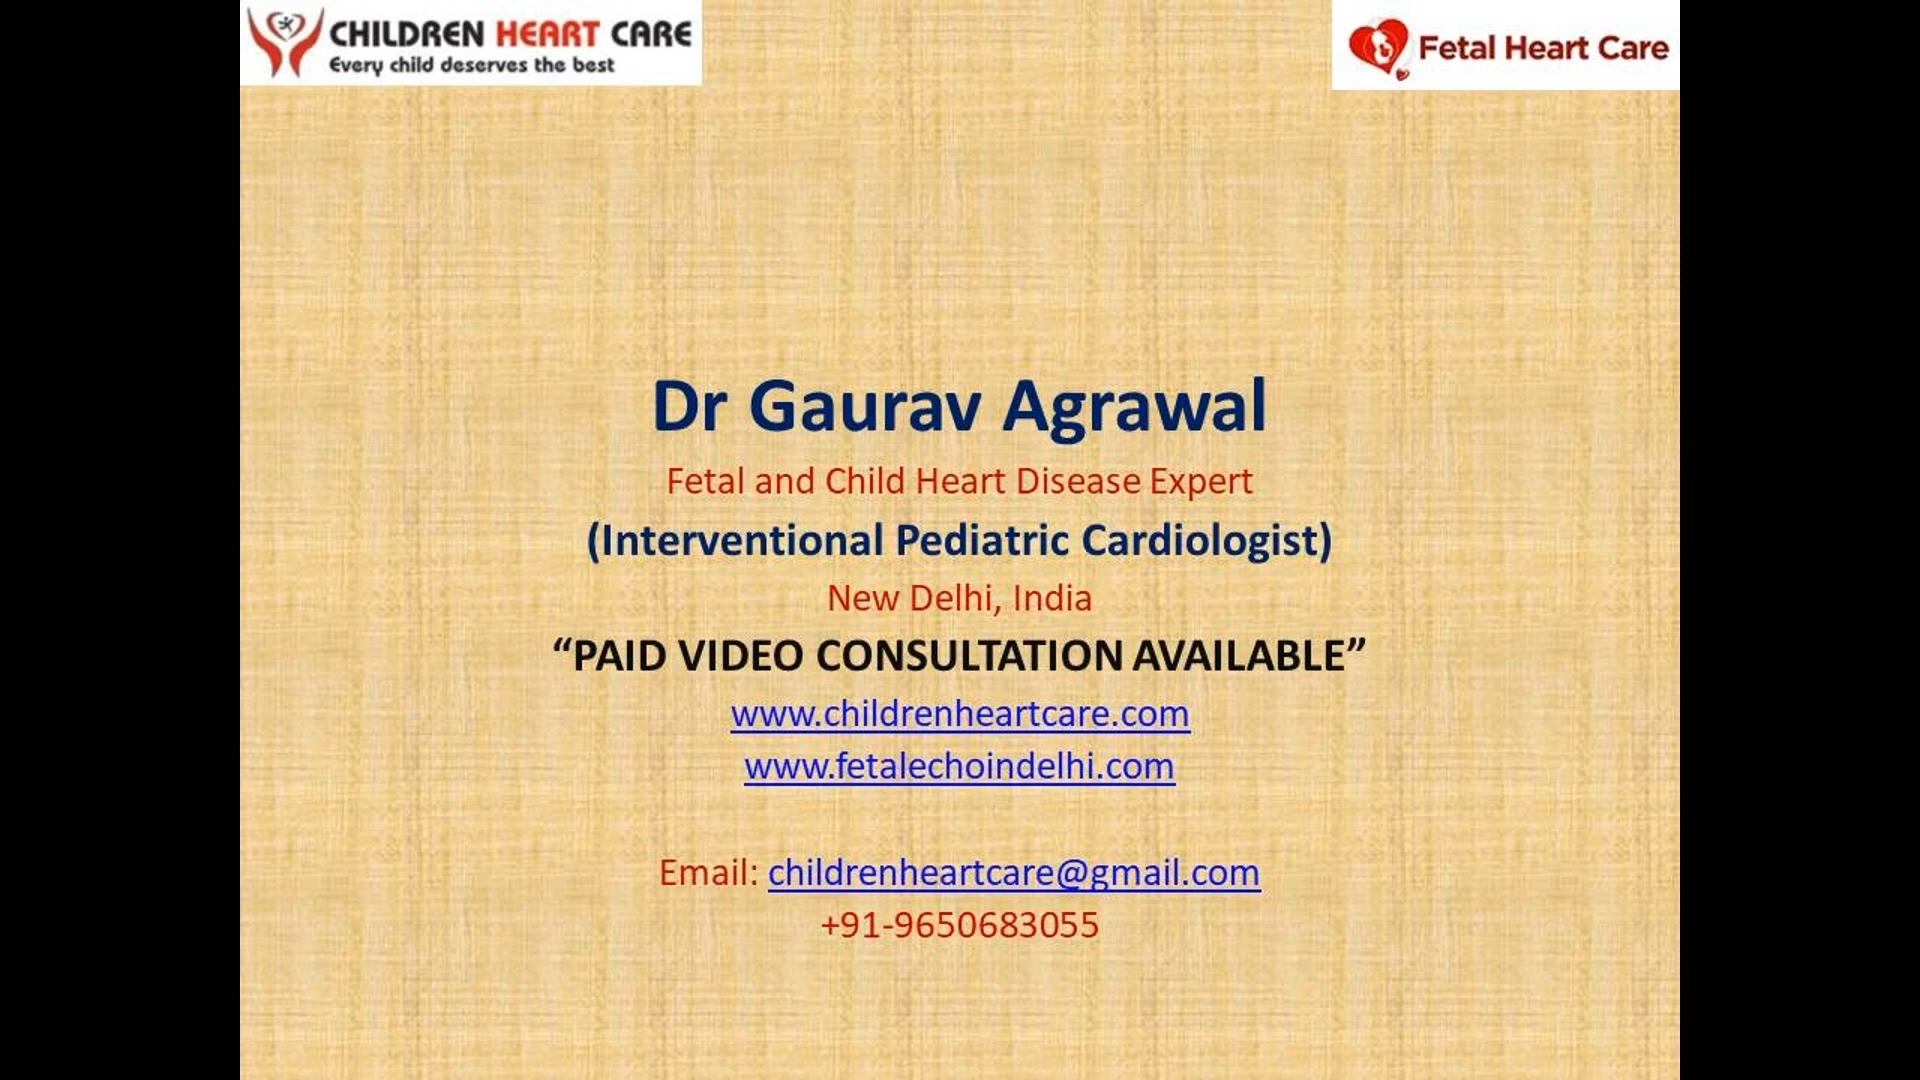 CHILDREN HEART CARE
Every child deserves the best
Fetal Heart Care
Dr Gaurav Agrawal
Fetal and Child Heart Disease Expert
(Interventional Pediatric Cardiologist)
New Delhi, India
“PAID VIDEO CONSULTATION AVAILABLE”
www.childrenheartcare.com
www.fetalechoindelhi.com
Email: childrenheartcare@gmail.com
+91-9650683055